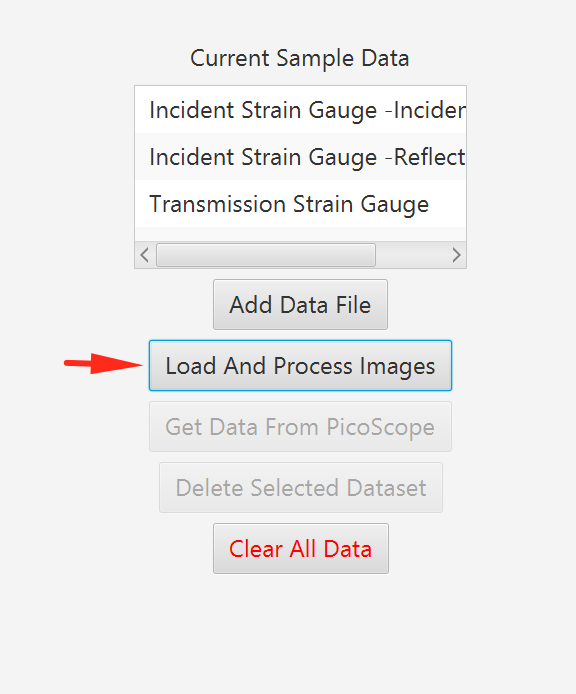 Current Sample Data
Incident Strain Gauge -Inciden
Incident Strain Gauge -Reflect
Transmission Strain Gauge
Add Data File
Load And Process Images
Get Data From PicoScope
Delete Selected Dataset
Clear All Data